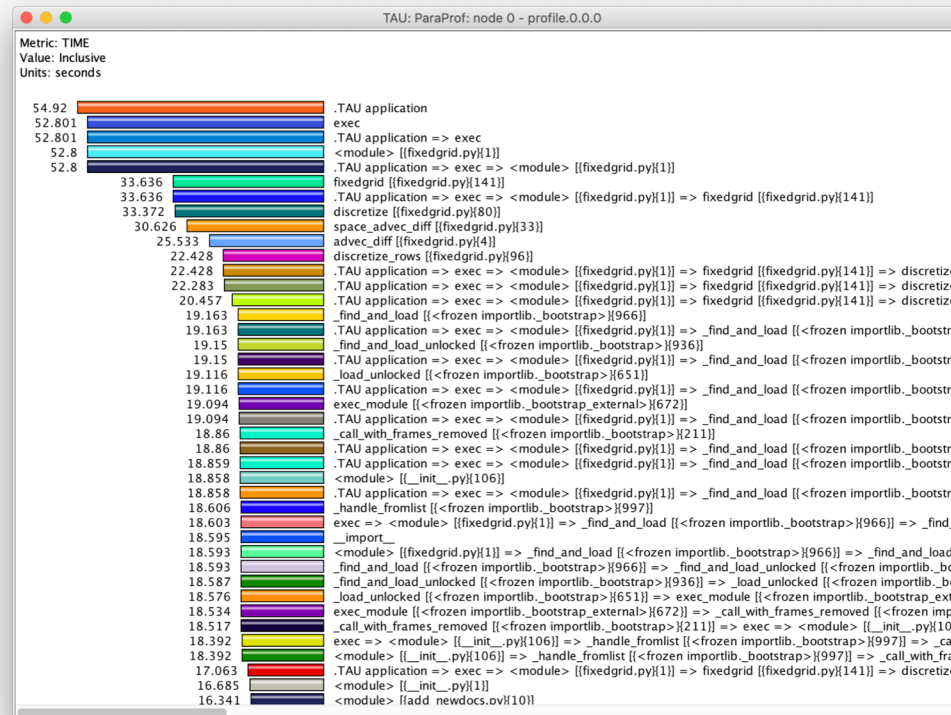 TAU: ParaProf: node 0 - profile.0.0.0
Metric: TIME
Value: Inclusive
Units: seconds
54.92 .TAU application
52.801 exec
52.801 .TAU application => exec
52.8 <module> [{fixedgrid.py}{1}]
52.8 .TAU application => exec => <module> [{fixedgrid.py}{1}]
33.636 fixedgrid [{fixedgrid.py}{141}]
33.636 .TAU application => exec => <module> [{fixedgrid.py}{1}] => fixedgrid [{fixedgrid.py}{141}]
33.372 discretize [{fixedgrid.py}{80}]
30.626 space_advec_diff [{fixedgrid.py}{33}]
25.533 advec_diff [{fixedgrid.py}{4}]
22.428 discretize_rows [{fixedgrid.py}{96}]
22.428 .TAU application => exec => <module> [{fixedgrid.py}{1}] => fixedgrid [{fixedgrid.py}{141}] => discretize
22.283 .TAU application => exec => <module> [{fixedgrid.py}{1}] => fixedgrid [{fixedgrid.py}{141}] => discretize
20.457 .TAU application => exec => <module> [{fixedgrid.py}{1}] => fixedgrid [{fixedgrid.py}{141}] => discretize
19.163 _find_and_load [{<frozen importlib._bootstrap>}{966}]
19.163 .TAU application => exec => <module> [{fixedgrid.py}{1}] => _find_and_load [{<frozen importlib._bootstr
19.15 _find_and_load_unlocked [{<frozen importlib._bootstrap>}{936}]
19.15 .TAU application => exec => <module> [{fixedgrid.py}{1}] => _find_and_load [{<frozen importlib._bootstr
19.116 _load_unlocked [{<frozen importlib._bootstrap>}{651}]
19.116 .TAU application => exec => <module> [{fixedgrid.py}{1}] => _find_and_load [{<frozen importlib._bootstr
19.094 exec_module [{<frozen importlib._bootstrap_external>}{672}]
19.094 .TAU application => exec => <module> [{fixedgrid.py}{1}] => _find_and_load [{<frozen importlib._bootstr
18.86 _call_with_frames_removed [{<frozen importlib._bootstrap>}{211}]
18.86 .TAU application => exec => <module> [{fixedgrid.py}{1}] => _find_and_load [{<frozen importlib._bootstr
18.859 .TAU application => exec => <module> [{fixedgrid.py}{1}] => _find_and_load [{<frozen importlib._bootstr
18.858 <module> [{__init__.py}{106}]
18.858 .TAU application => exec => <module> [{fixedgrid.py}{1}] => _find_and_load [{<frozen importlib._bootstr
18.606 _handle_fromlist [{<frozen importlib._bootstrap>}{997}]
18.603 exec => <module> [{fixedgrid.py}{1}] => _find_and_load [{<frozen importlib._bootstrap>}{966}] => _find
18.595 __import__
18.593 <module> [{fixedgrid.py}{1}] => _find_and_load [{<frozen importlib._bootstrap>}{966}] => _find_and_load
18.593 _find_and_load [{<frozen importlib._bootstrap>}{966}] => _find_and_load_unlocked [{<frozen importlib._bo
18.587 _find_and_load_unlocked [{<frozen importlib._bootstrap>}{936}] => _load_unlocked [{<frozen importlib._b
18.576 _load_unlocked [{<frozen importlib._bootstrap>}{651}] => exec_module [{<frozen importlib._bootstrap_ext
18.534 exec_module [{<frozen importlib._bootstrap_external>}{672}] => _call_with_frames_removed [{<frozen imp
18.517 _call_with_frames_removed [{<frozen importlib._bootstrap>}{211}] => exec => <module> [{__init__.py}{10
18.392 exec => <module> [{__init__.py}{106}] => _handle_fromlist [{<frozen importlib._bootstrap>}{997}] => _ca
18.392 <module> [{__init__.py}{106}] => _handle_fromlist [{<frozen importlib._bootstrap>}{997}] => _call_with_fra
17.063 .TAU application => exec => <module> [{fixedgrid.py}{1}] => fixedgrid [{fixedgrid.py}{141}] => discretize
16.685 <module> [{__init__.py}{1}]
16.341 <module> [{add_newdocs.py}{10}]